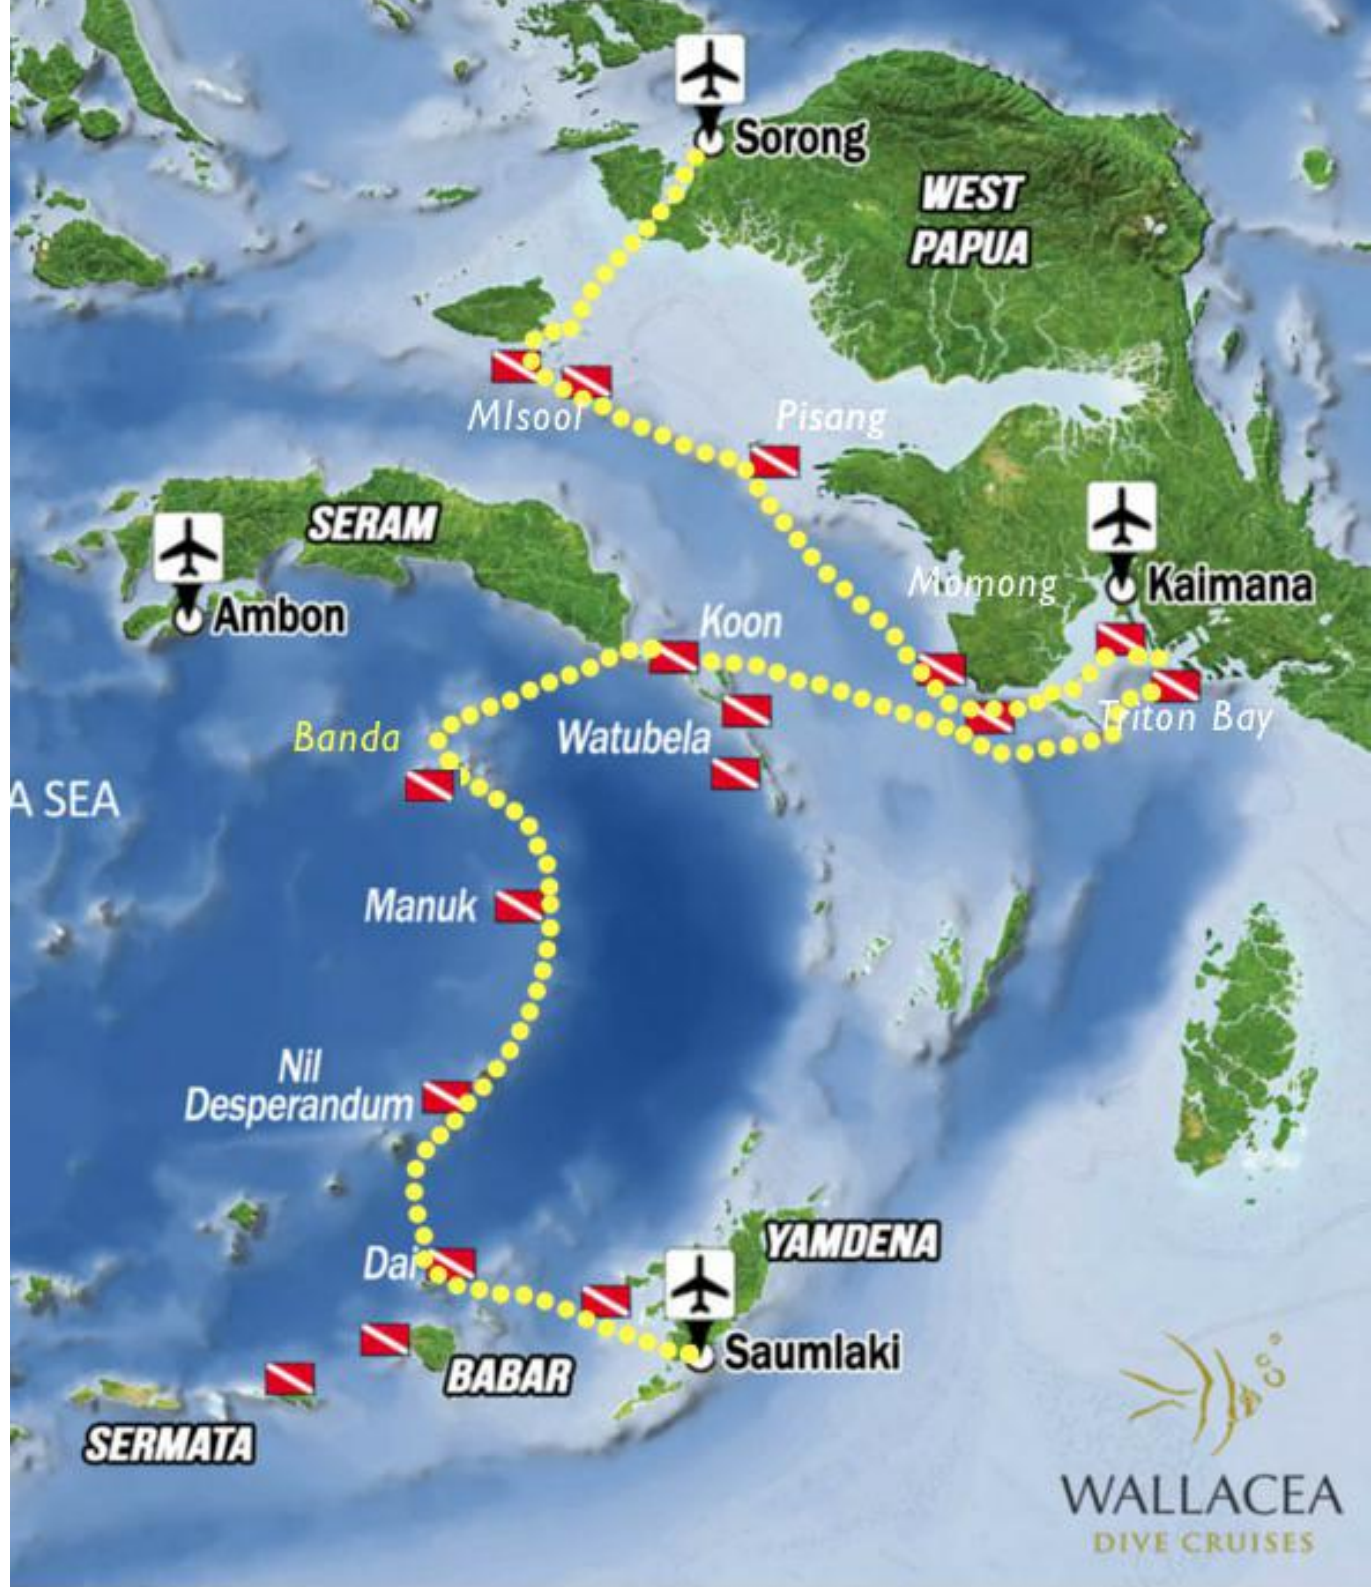 Sorong
WEST
PAPUA
MIsool
Pisang
SERAM
Ambon
Momong
Kaimana
Koon
Banda
Watubela
Triton Bay
A SEA
Manuk
Nil
Desperandum
Dai
YAMDENA
Saumlaki
BABAR
SERMATA
WALLACEA
DIVE CRUISES